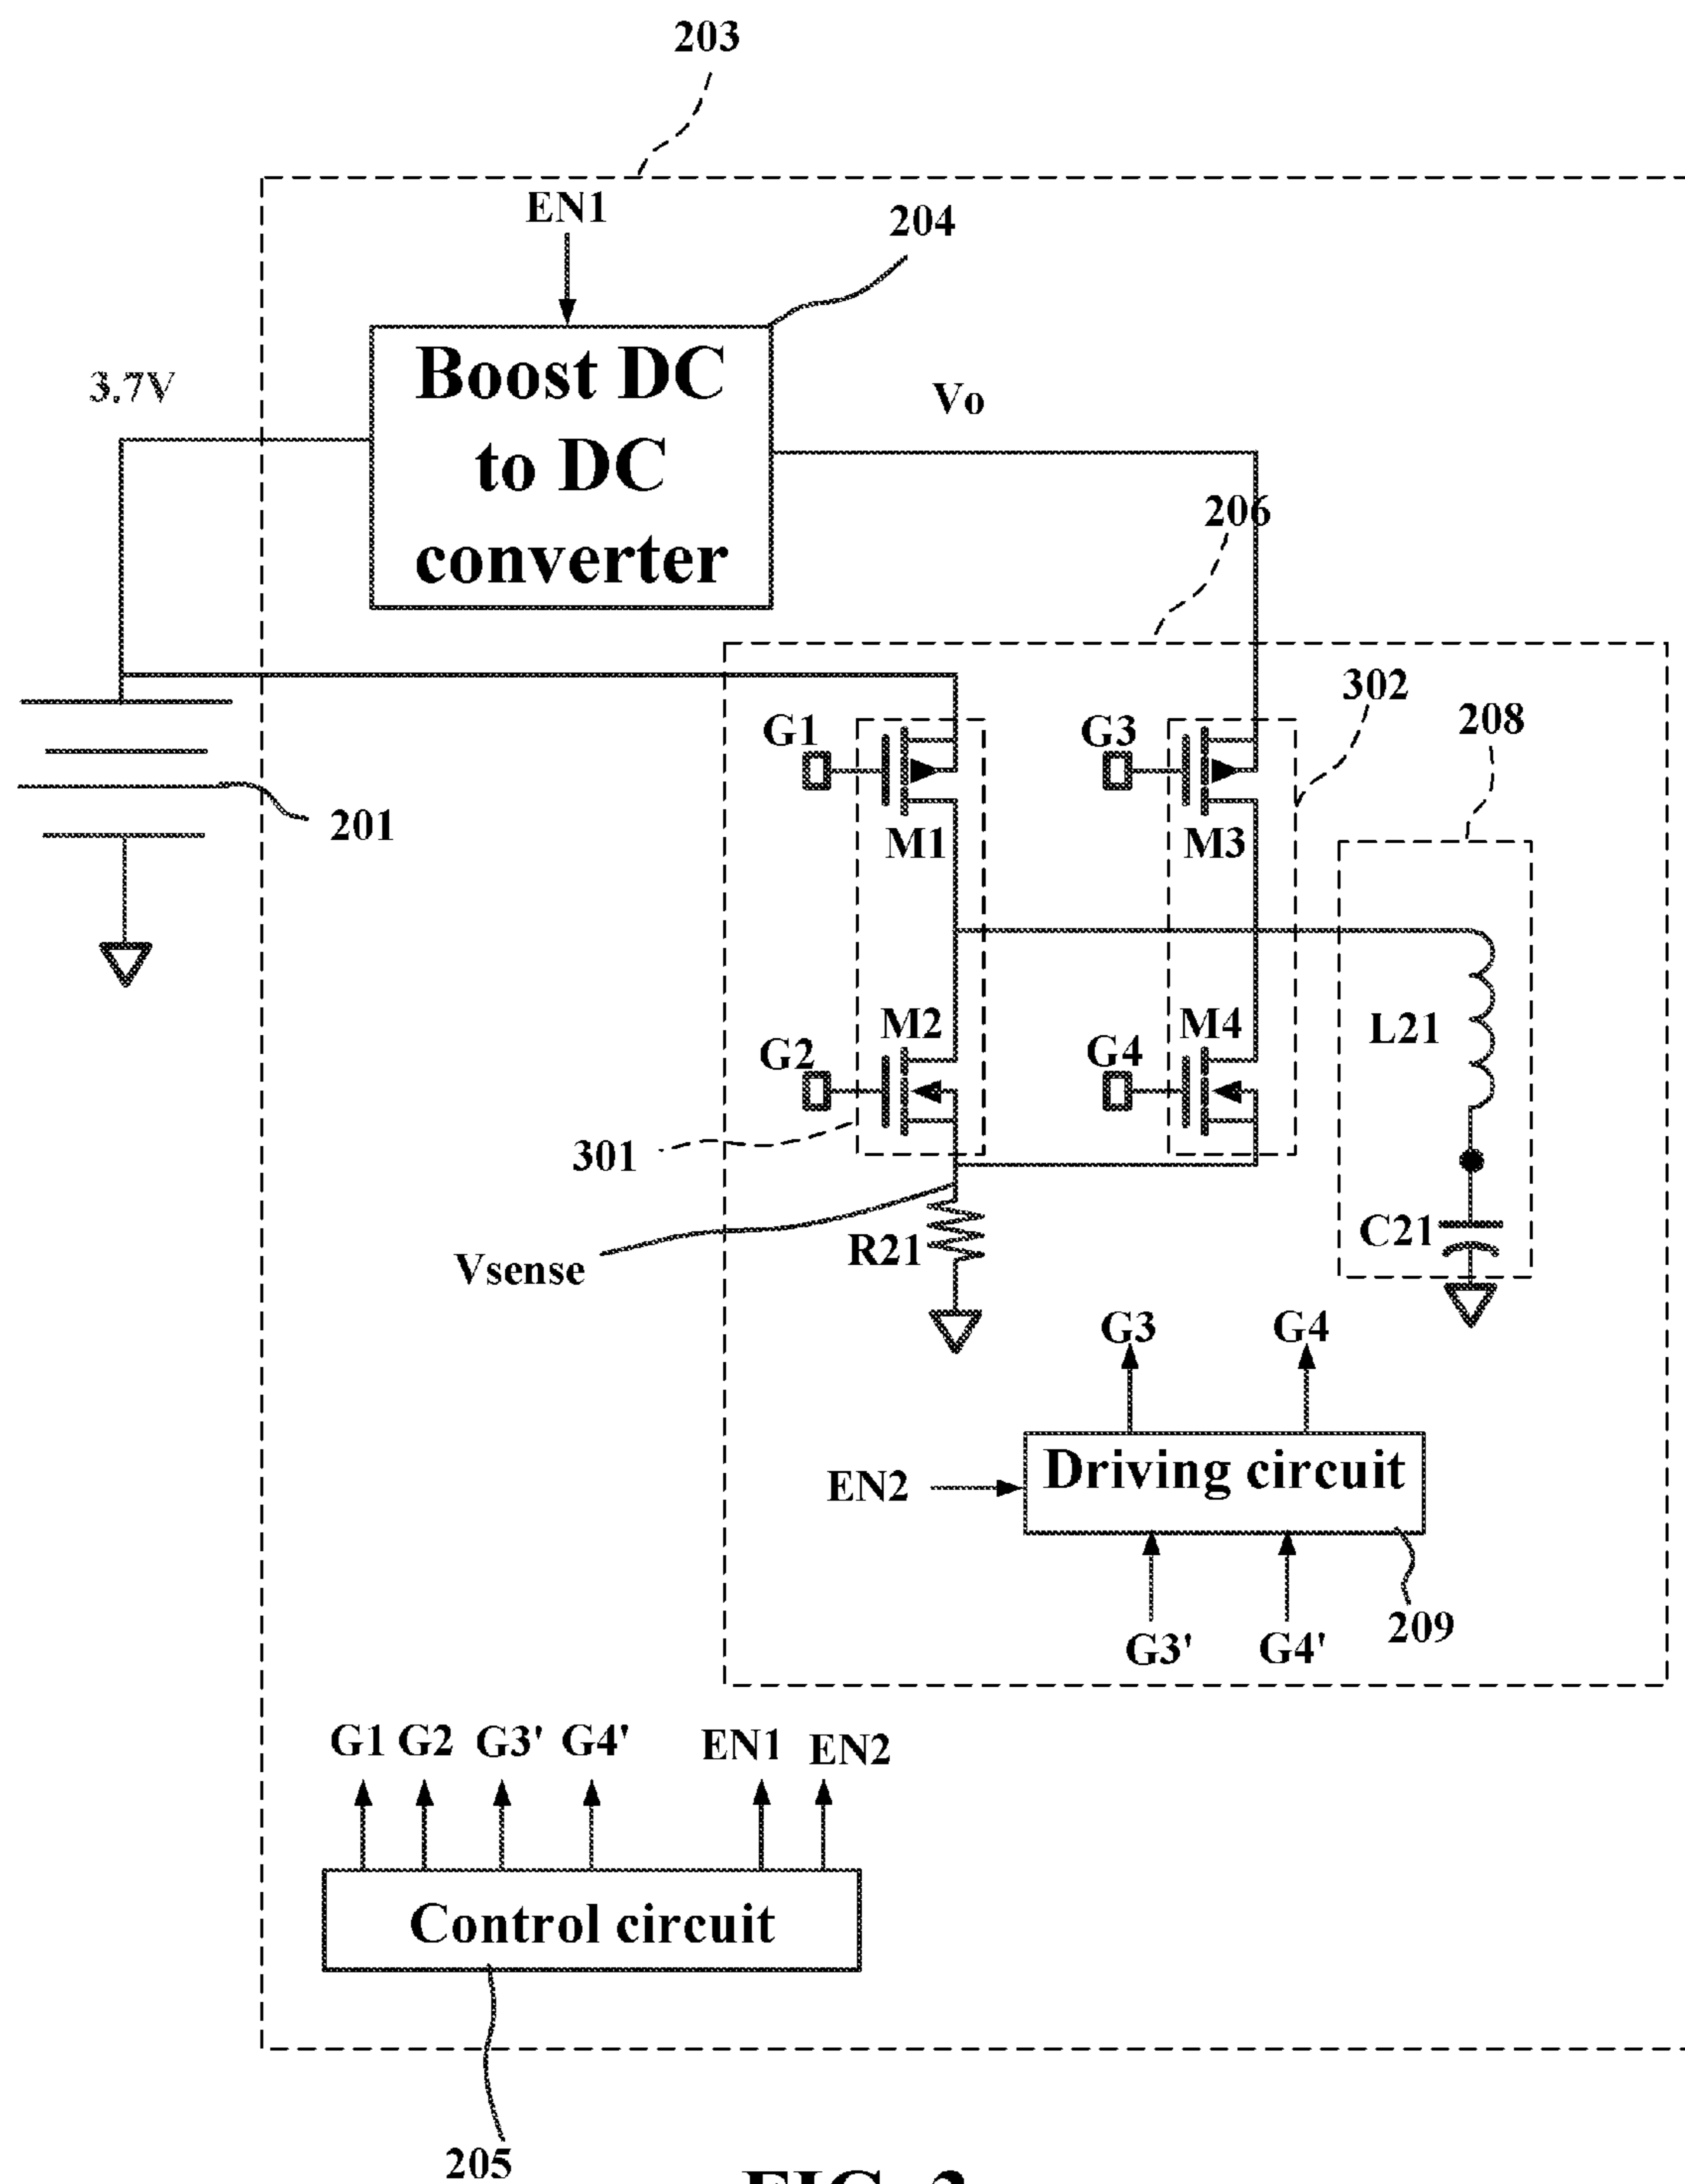 203
EN1
204
3.7V
Boost DC
to DC
converter
Vo
206
302
208
G1
G3
201
M1
M3
M2
M4
L21
G2
G4
301
C21
R21
Vsense
G3
G4
Driving circuit
EN2
209
G3'
G4'
G1 G2 G3' G4' EN1 EN2
Control circuit
205